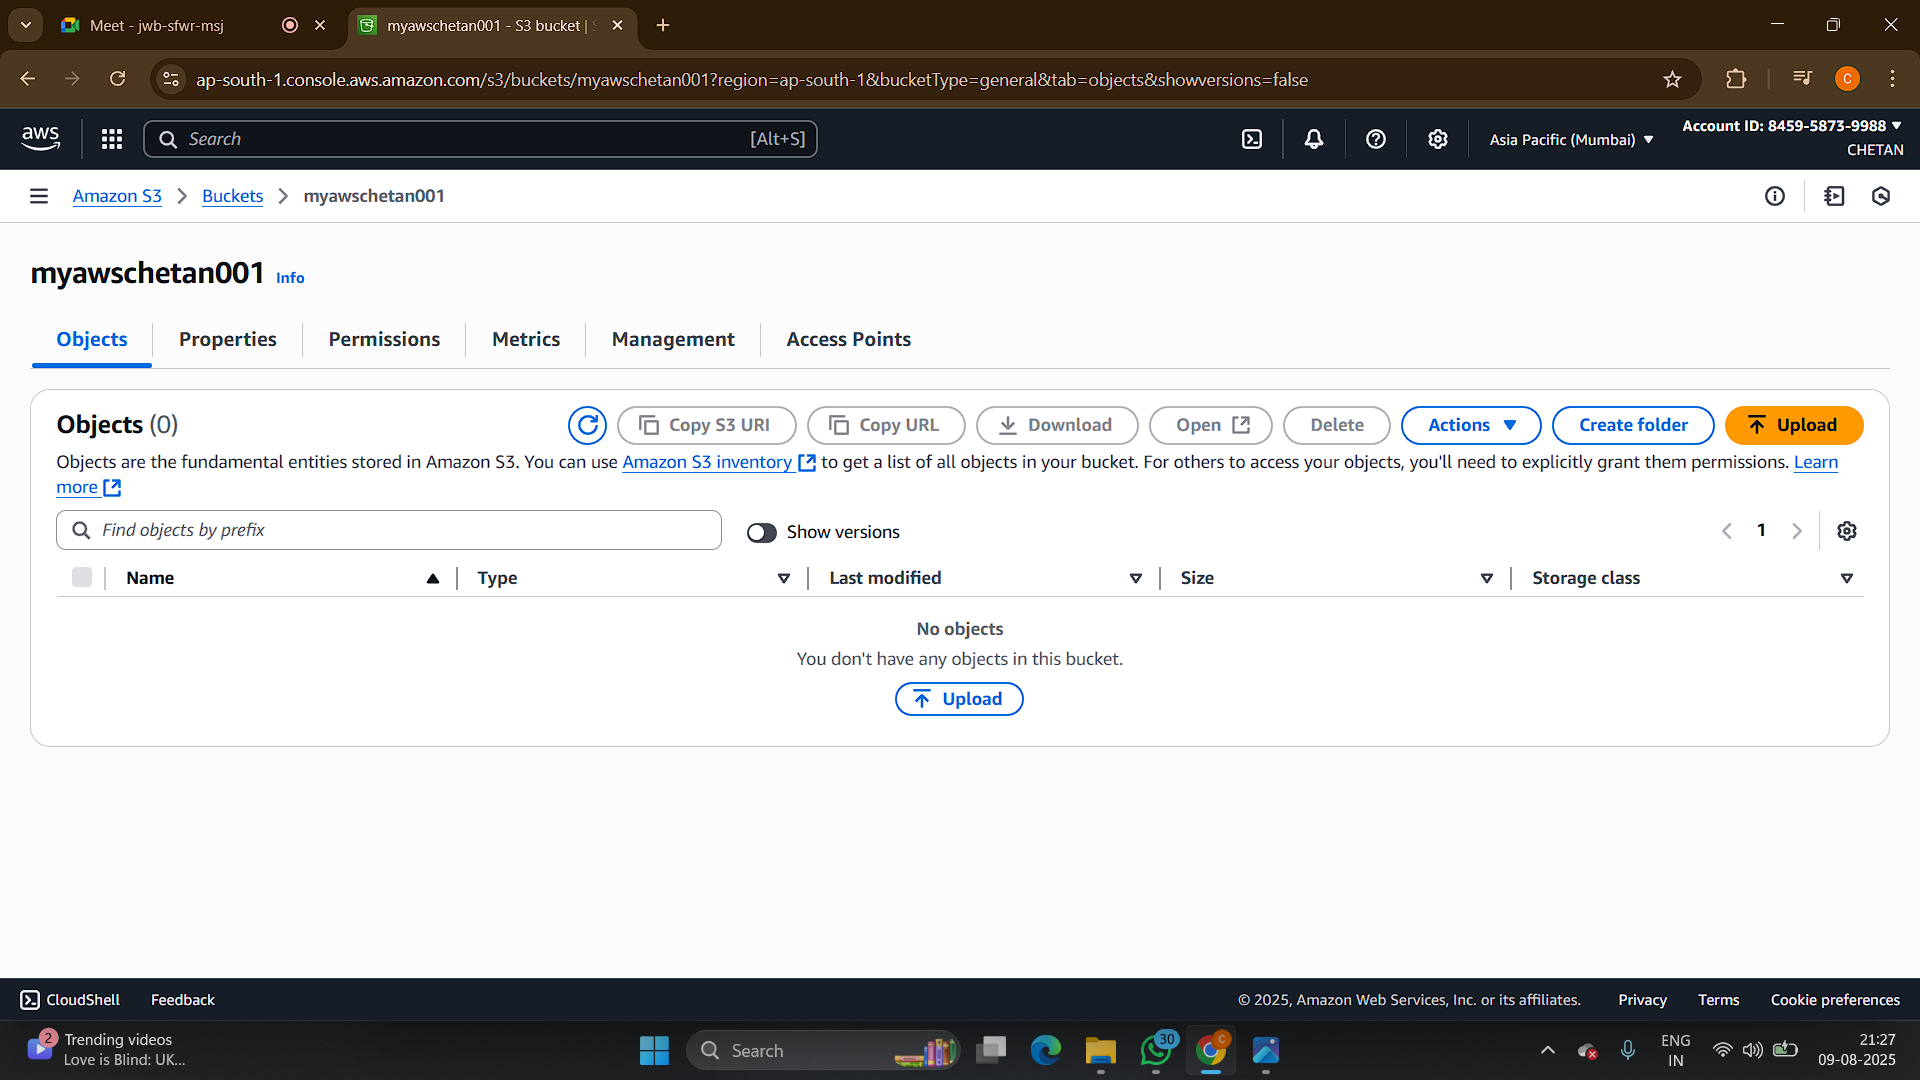 Meet - jwb-sfwr-msj
myawschetan001 - S3 bucket |
ap-south-1.console.aws.amazon.com/s3/buckets/myawschetan001?region=ap-south-1&bucketType=general&tab=objects&showversions=false
C
aws
Search
[Alt+S]
Asia Pacific (Mumbai)
Account ID: 8459-5873-9988
CHETAN
Amazon S3 > Buckets > myawschetan001
myawschetan001 Info
Objects Properties Permissions Metrics Management Access Points
Objects (0)
Copy S3 URI Copy URL Download Open Delete Actions Create folder Upload
Objects are the fundamental entities stored in Amazon S3. You can use Amazon S3 inventory to get a list of all objects in your bucket. For others to access your objects, you'll need to explicitly grant them permissions. Learn
more
Find objects by prefix
Show versions
1
Name Type Last modified Size Storage class
No objects
You don't have any objects in this bucket.
Upload
CloudShell Feedback
© 2025, Amazon Web Services, Inc. or its affiliates. Privacy Terms Cookie preferences
2
Trending videos
Love is Blind: UK...
Search
30
C
ENG
IN
21:27
09-08-2025